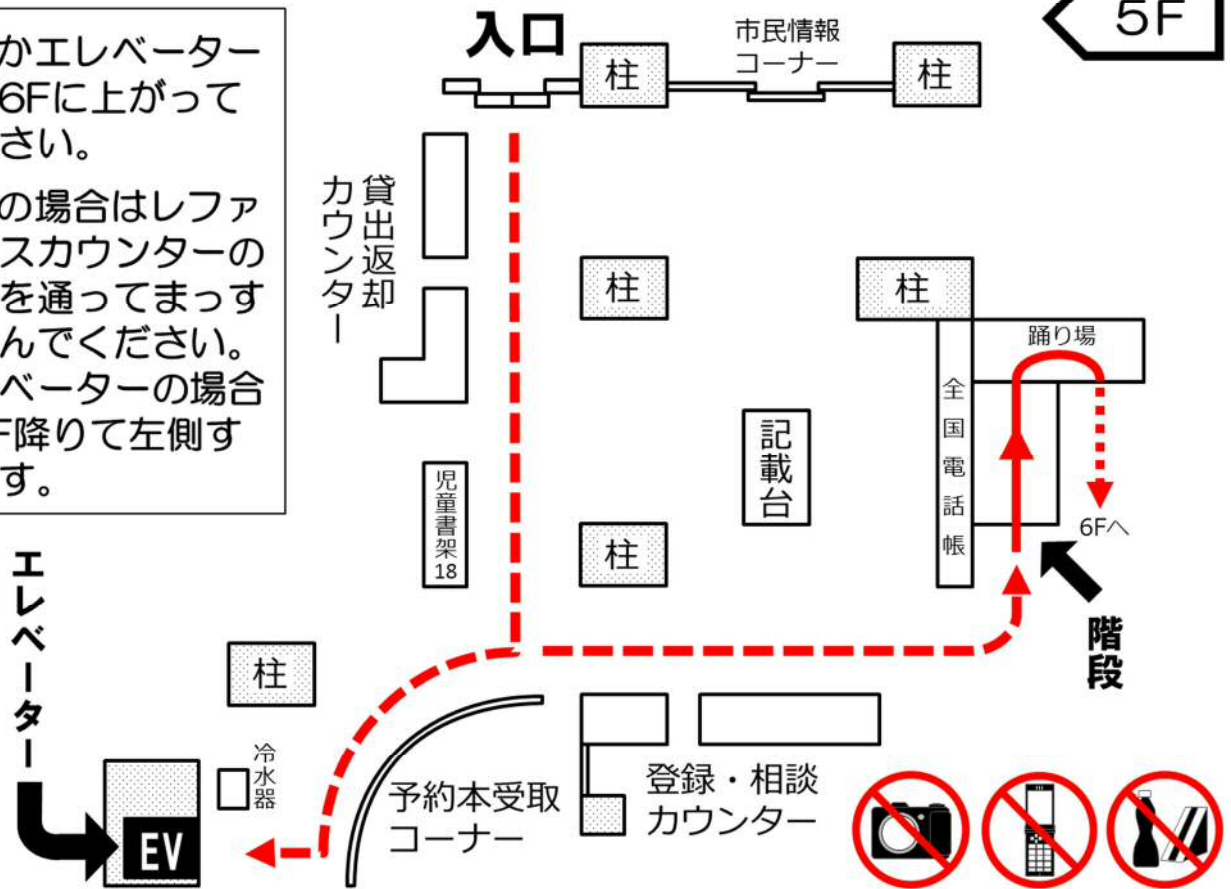 かエレベーター
6Fに上がって
さい。
の場合はレファ
スカウンターの
を通ってまっす
んでください。
ベーターの場合
F降りて左側す
す。
入口
市民情報
コーナー
5F
柱
柱
貸出返却
カウンター
柱
柱
踊り場
全国電話帳
記載台
児童書架18
柱
6Fへ
階段
エレベーター
柱
冷水器
EV
予約本受取
コーナー
登録・相談
カウンター